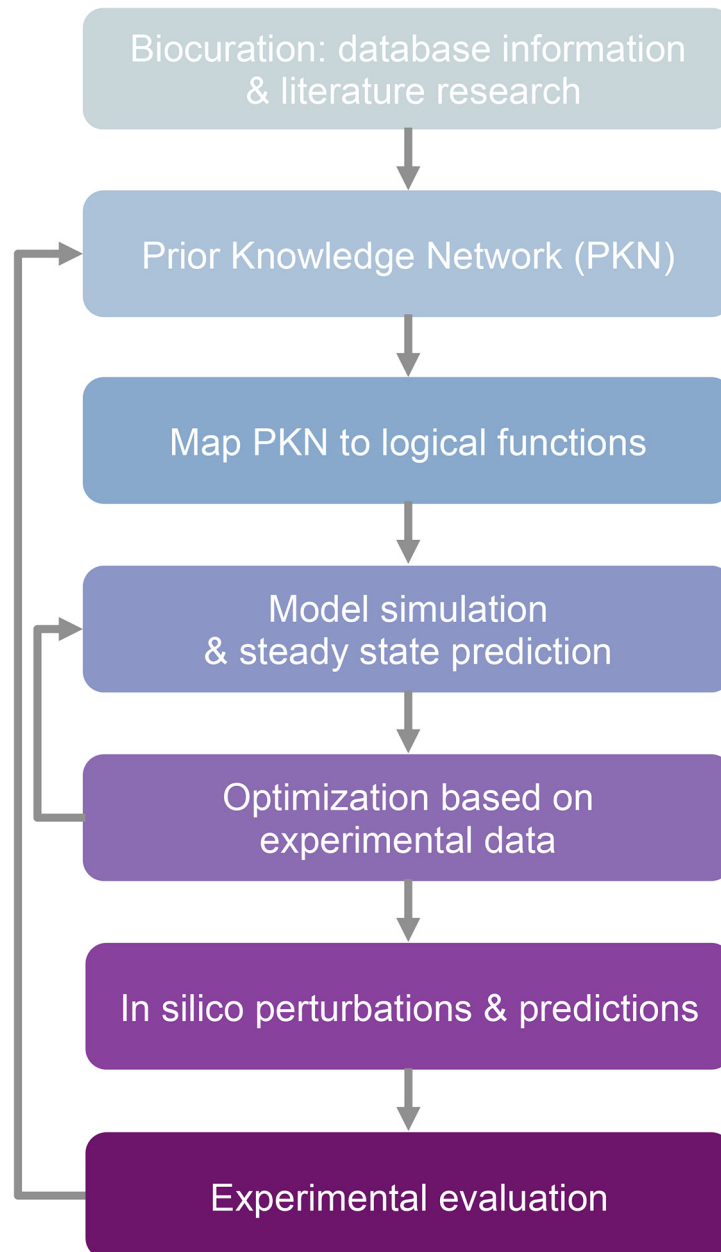 Biocuration: database information
& literature research
Prior Knowledge Network (PKN)
Map PKN to logical functions
Model simulation
& steady state prediction
Optimization based on
experimental data
In silico perturbations & predictions
Experimental evaluation